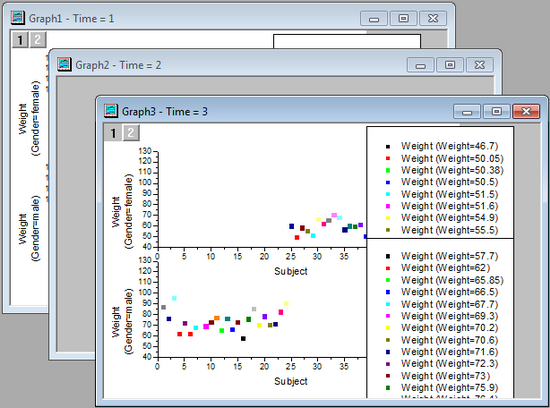 Graph1 - Time = 1
1 2
Weight
(Gender=female)
Weight
(Gender=male)
Graph2 - Time = 2
Graph3 - Time = 3
1 2
130
120
110
100
90
80
70
60
50
40
Weight
(Gender=female)
0 5 10 15 20 25 30 35
Subject
130
120
110
100
90
80
70
60
50
40
Weight
(Gender=male)
0 5 10 15 20 25 30 35
Subject
Weight (Weight=46.7)
Weight (Weight=50.05)
Weight (Weight=50.38)
Weight (Weight=50.5)
Weight (Weight=51.5)
Weight (Weight=51.6)
Weight (Weight=54.9)
Weight (Weight=55.5)
Weight (Weight=57.7)
Weight (Weight=62)
Weight (Weight=65.85)
Weight (Weight=66.5)
Weight (Weight=67.7)
Weight (Weight=69.3)
Weight (Weight=70.2)
Weight (Weight=70.6)
Weight (Weight=71.6)
Weight (Weight=72.3)
Weight (Weight=73)
Weight (Weight=75.9)
Weight (Weight=76.4)